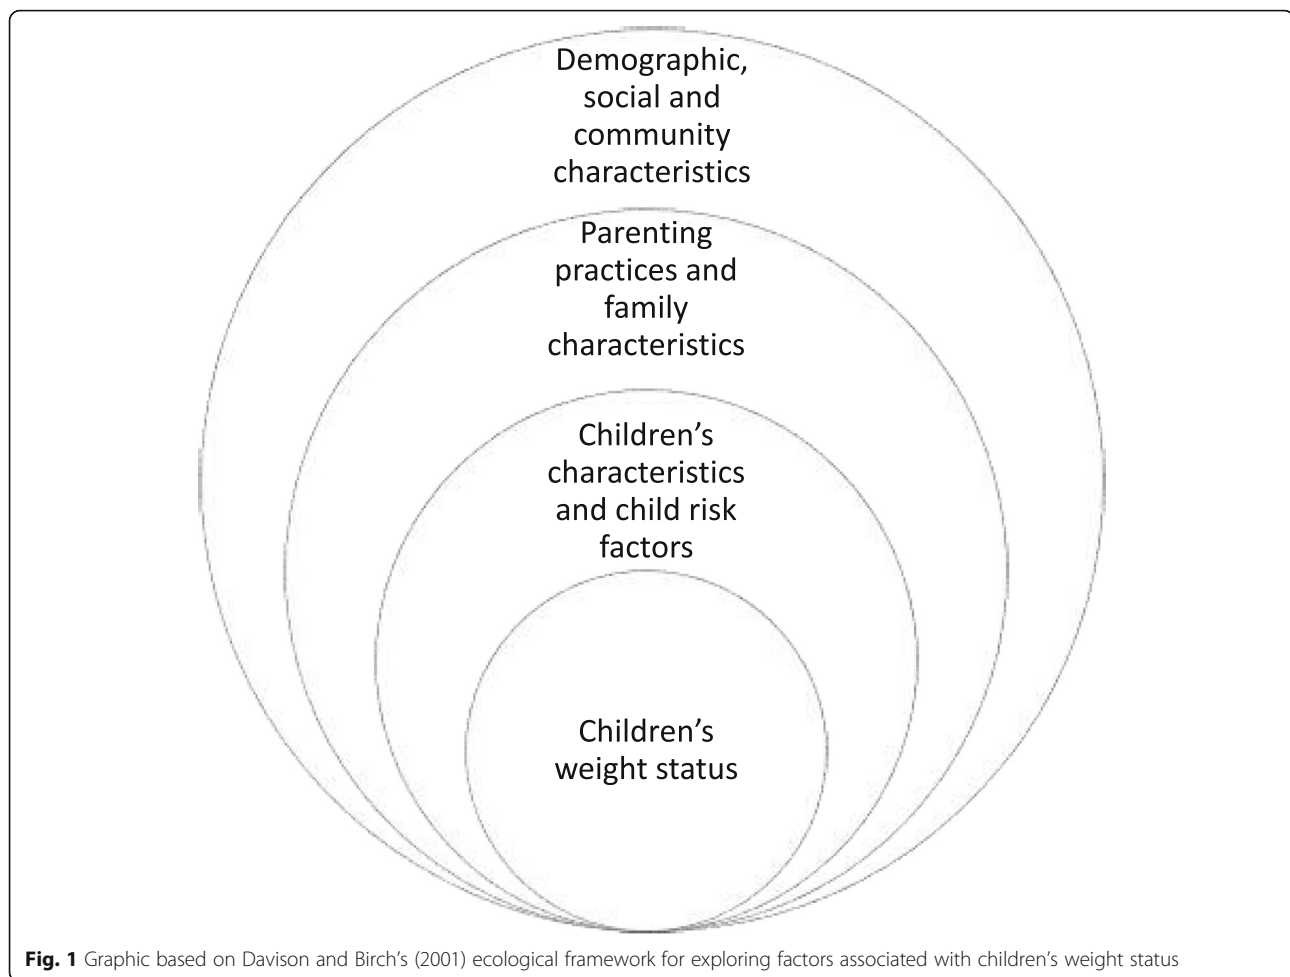 Demographic,
social and
community
characteristics
Parenting
practices and
family
characteristics
Children’s
characteristics
and child risk
factors
Children’s
weight status
Fig. 1 Graphic based on Davison and Birch’s (2001) ecological framework for exploring factors associated with children’s weight status